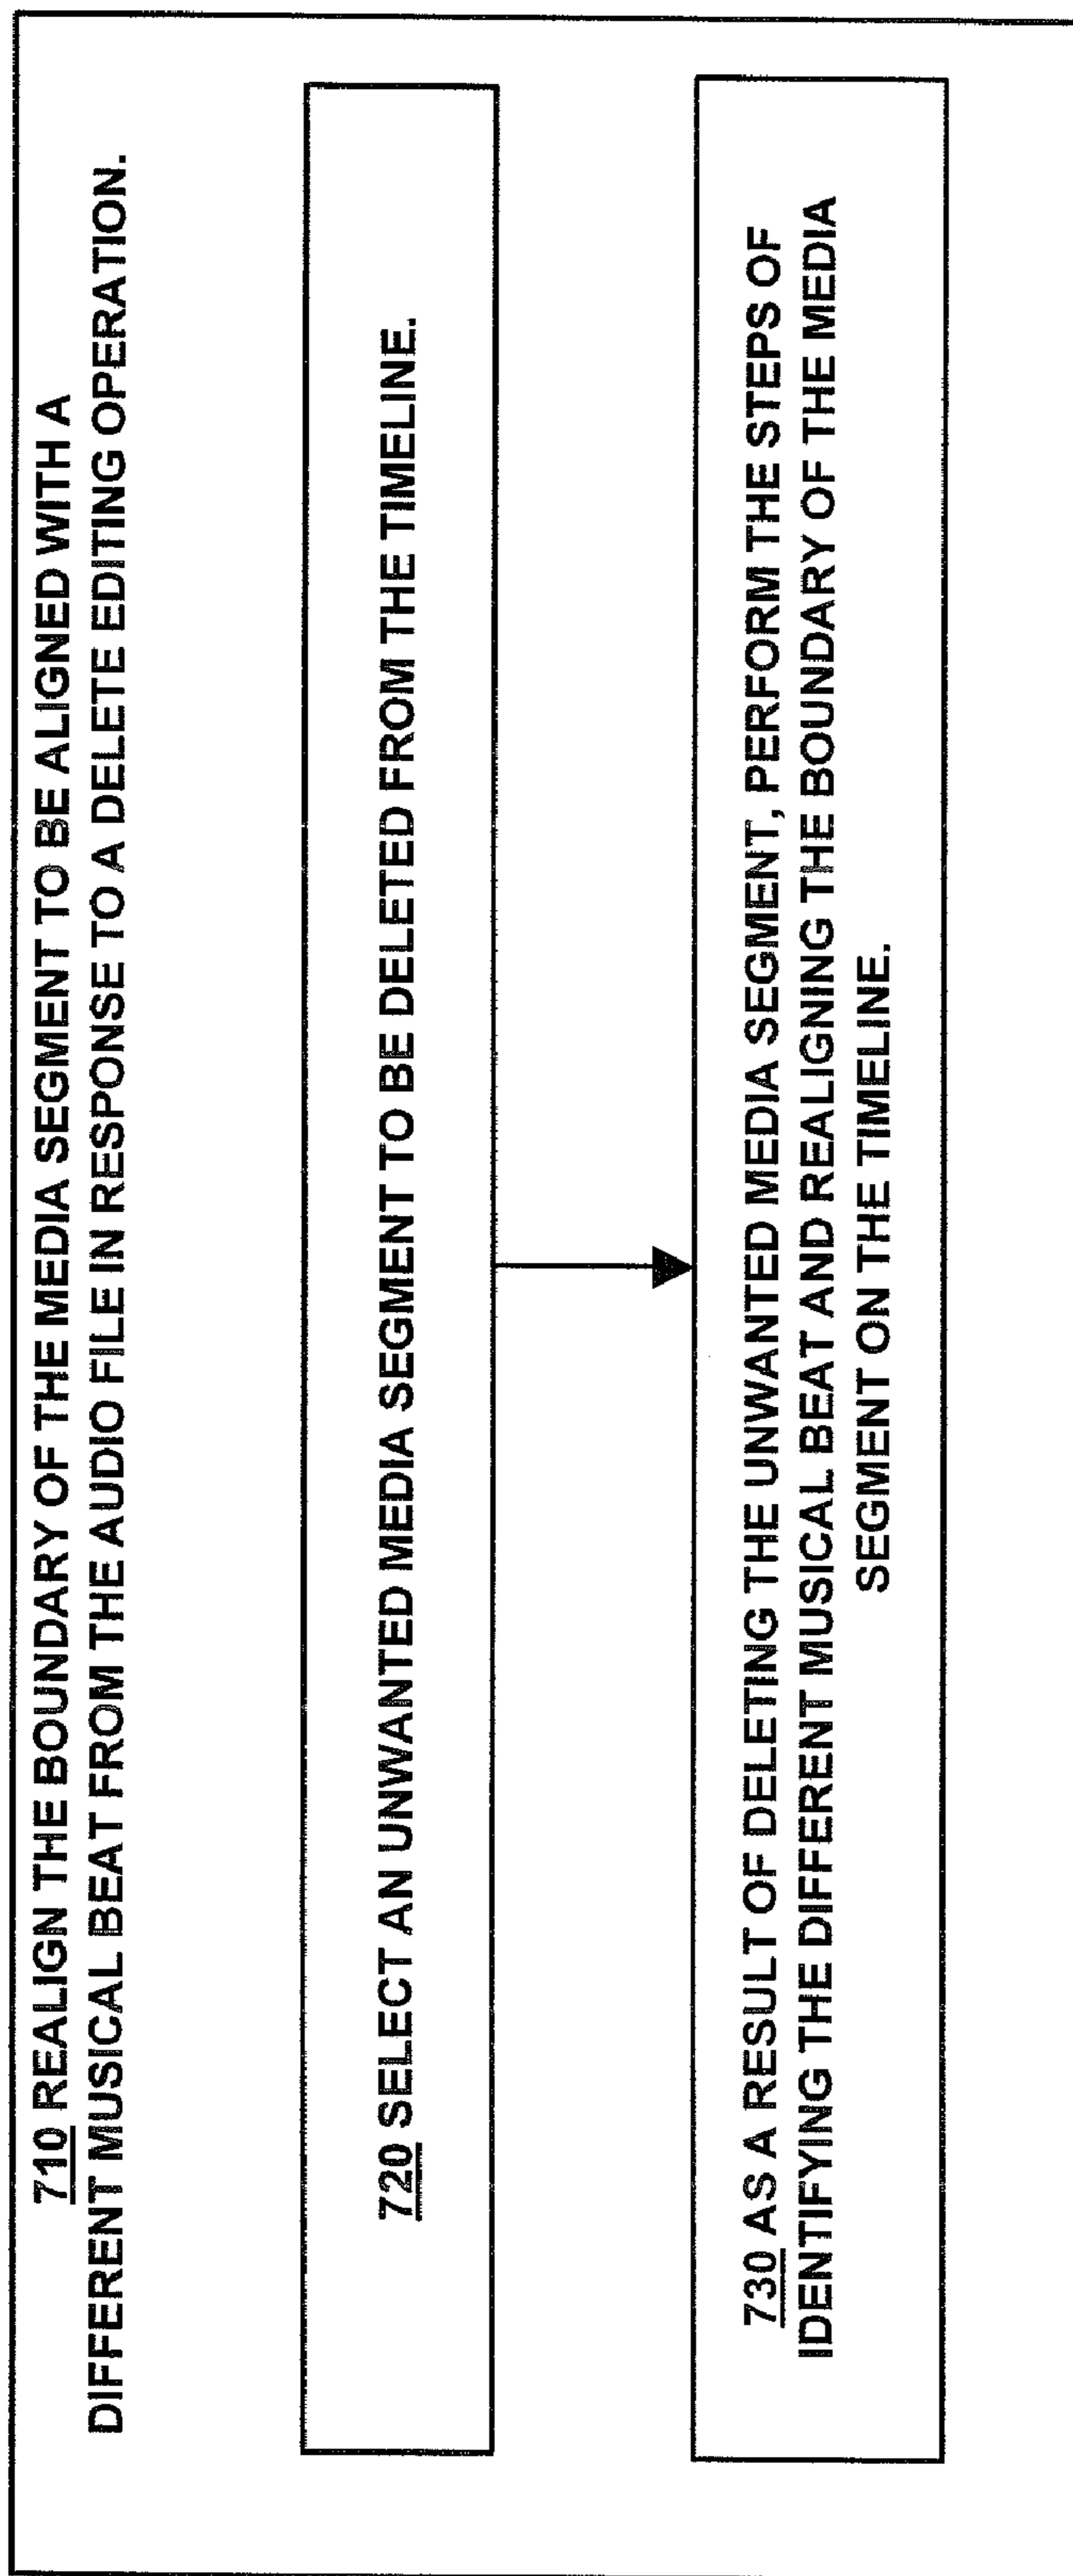 710 REALIGN THE BOUNDARY OF THE MEDIA SEGMENT TO BE ALIGNED WITH A
DIFFERENT MUSICAL BEAT FROM THE AUDIO FILE IN RESPONSE TO A DELETE EDITING OPERATION.
720 SELECT AN UNWANTED MEDIA SEGMENT TO BE DELETED FROM THE TIMELINE.
730 AS A RESULT OF DELETING THE UNWANTED MEDIA SEGMENT, PERFORM THE STEPS OF
IDENTIFYING THE DIFFERENT MUSICAL BEAT AND REALIGNING THE BOUNDARY OF THE MEDIA
SEGMENT ON THE TIMELINE.